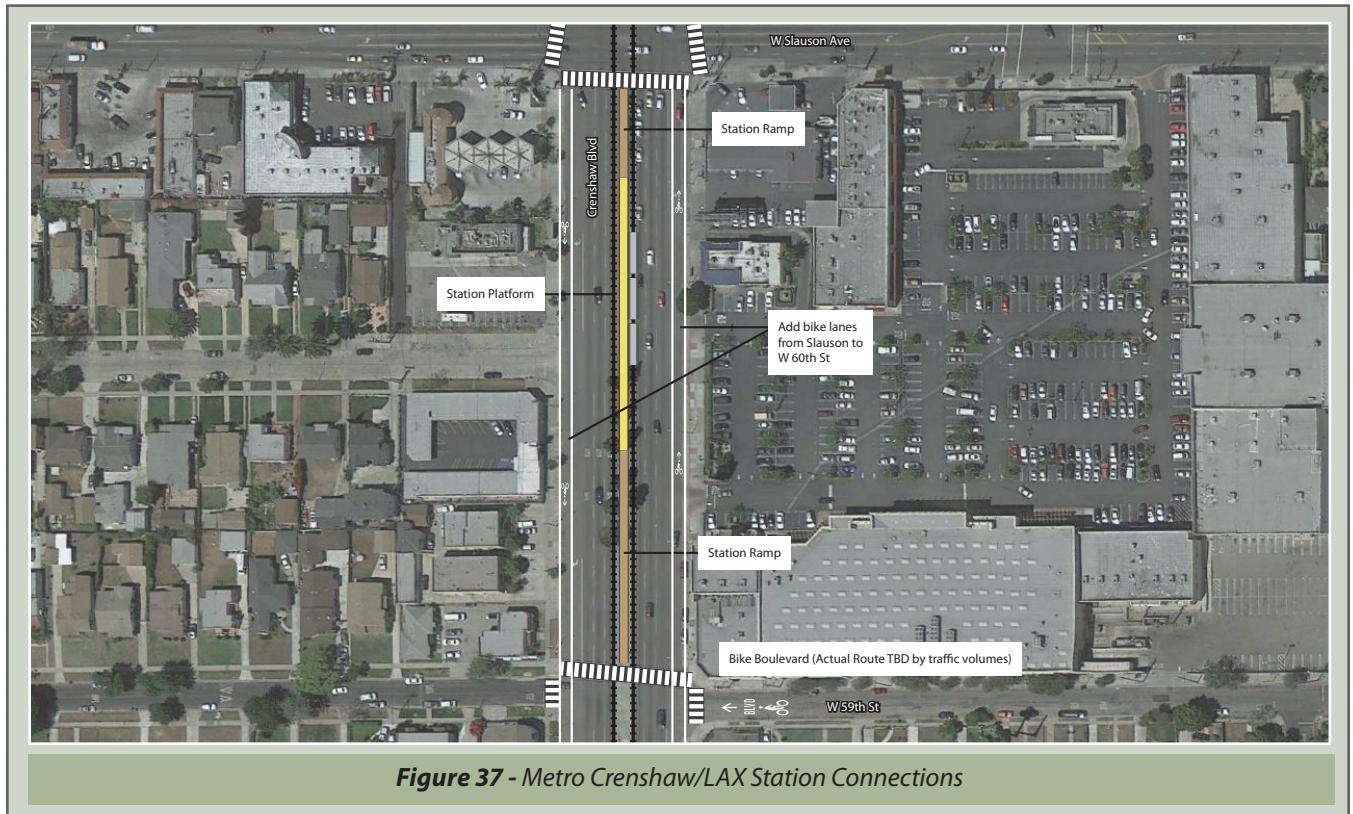 W Slauson Ave
Station Ramp
Crenshaw Blvd
Station Platform
Add bike lanes
from Slauson to
W 60th St
Station Ramp
Bike Boulevard (Actual Route TBD by traffic volumes)
BLVD
W 59th St
Figure 37 - Metro Crenshaw/LAX Station Connections